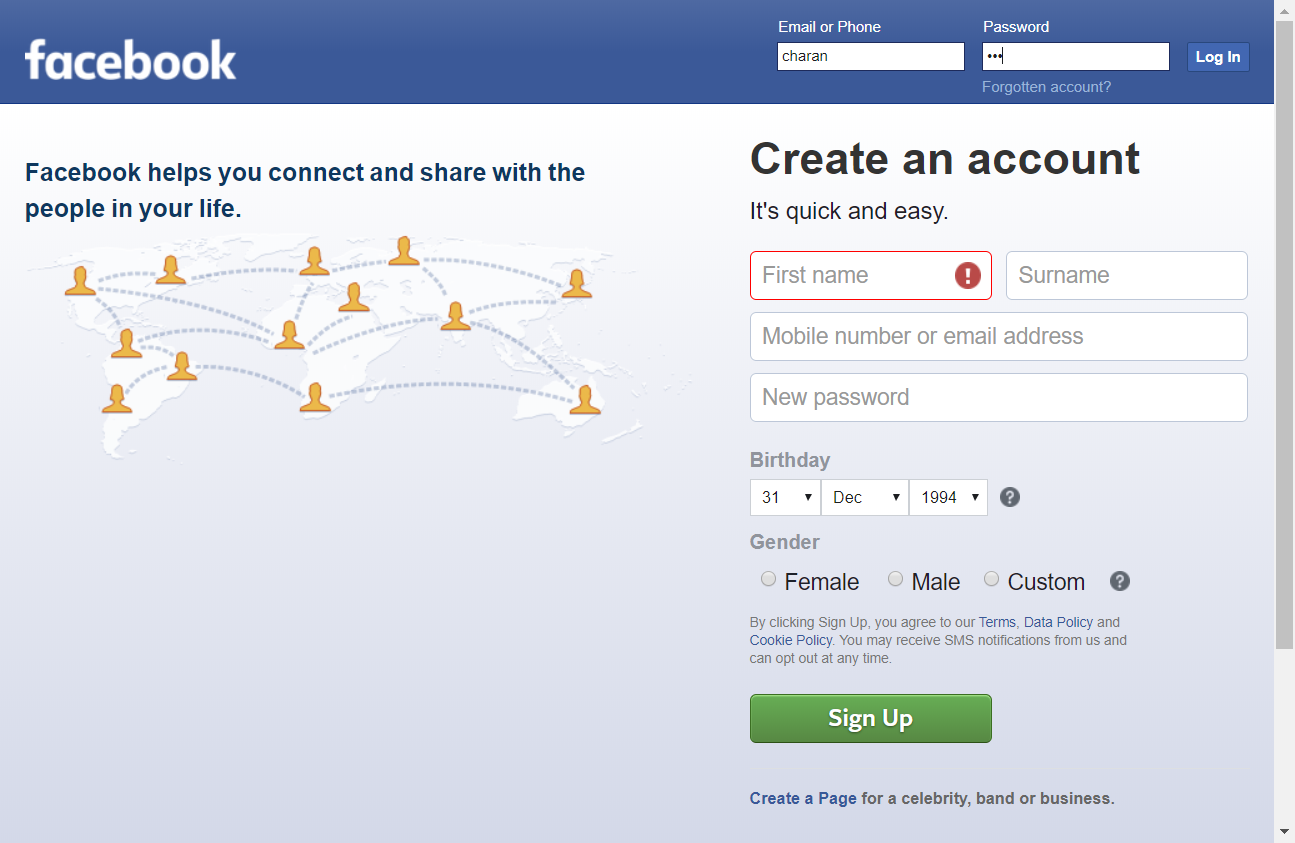 facebook
Email or Phone
Password
charan
•••
Log In
Forgotten account?
Facebook helps you connect and share with the
people in your life.
Create an account
It's quick and easy.
First name
Surname
Mobile number or email address
New password
Birthday
31 Dec 1994
Gender
Female Male Custom
By clicking Sign Up, you agree to our Terms, Data Policy and
Cookie Policy. You may receive SMS notifications from us and
can opt out at any time.
Sign Up
Create a Page for a celebrity, band or business.